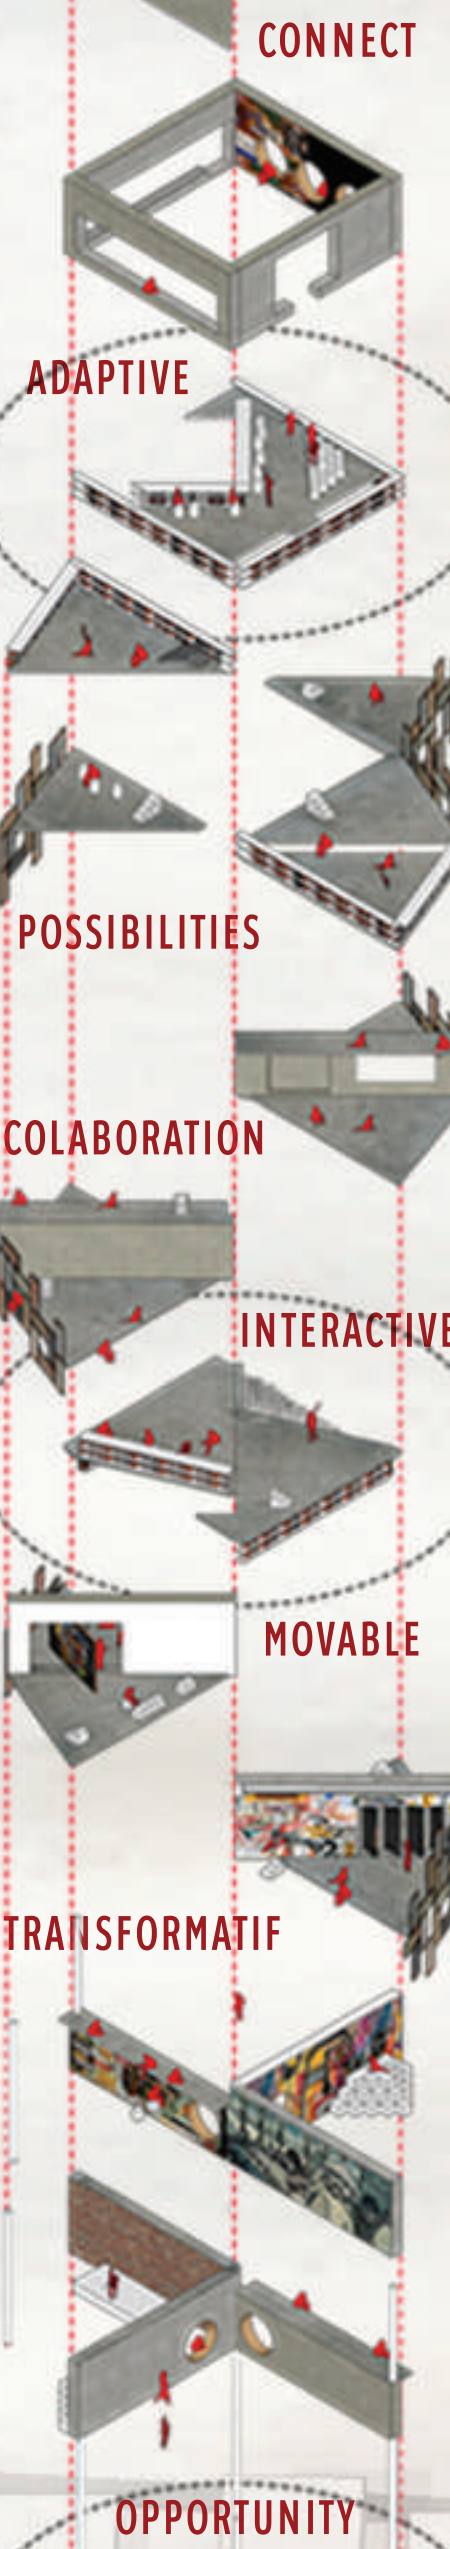 CONNECT
ADAPTIVE
POSSIBILITIES
COLABORATION
INTERACTIVE
MOVABLE
TRANSFORMATIF
OPPORTUNITY